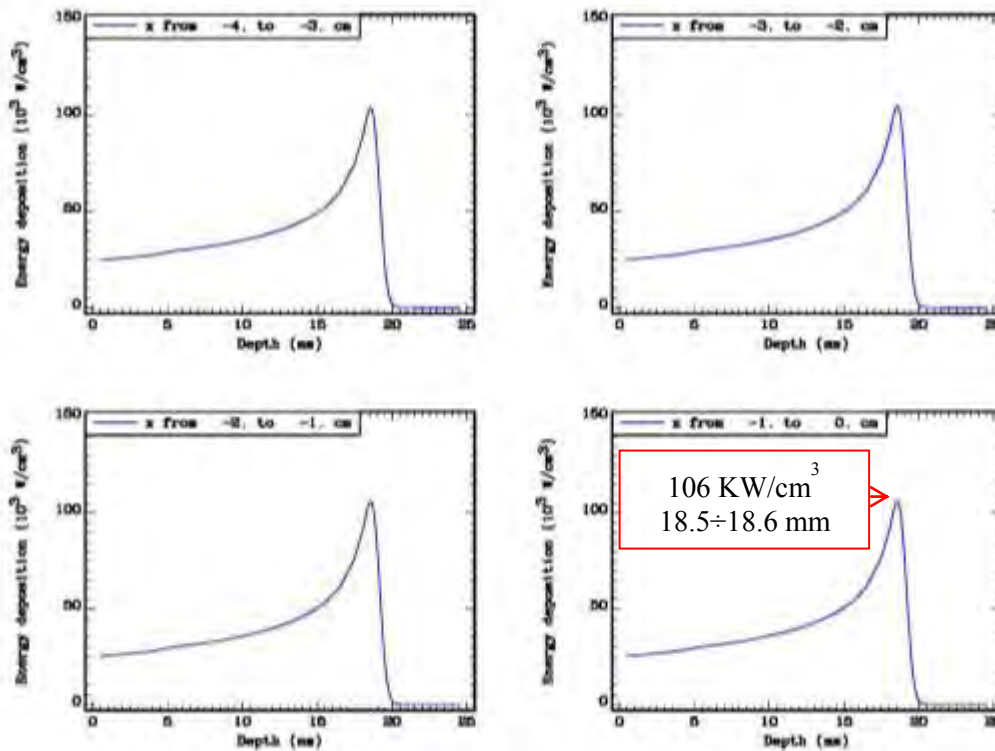 150
100
50
0
Energy deposition (10³ W/cm³)
x from -4. to -3. cm
0 5 10 15 20 25
Depth (mm)
150
100
50
0
Energy deposition (10³ W/cm³)
x from -3. to -2. cm
0 5 10 15 20 25
Depth (mm)
150
100
50
0
Energy deposition (10³ W/cm³)
x from -2. to -1. cm
0 5 10 15 20 25
Depth (mm)
150
100
50
0
Energy deposition (10³ W/cm³)
x from -1. to 0. cm
106 KW/cm³
18.5÷18.6 mm
0 5 10 15 20 25
Depth (mm)